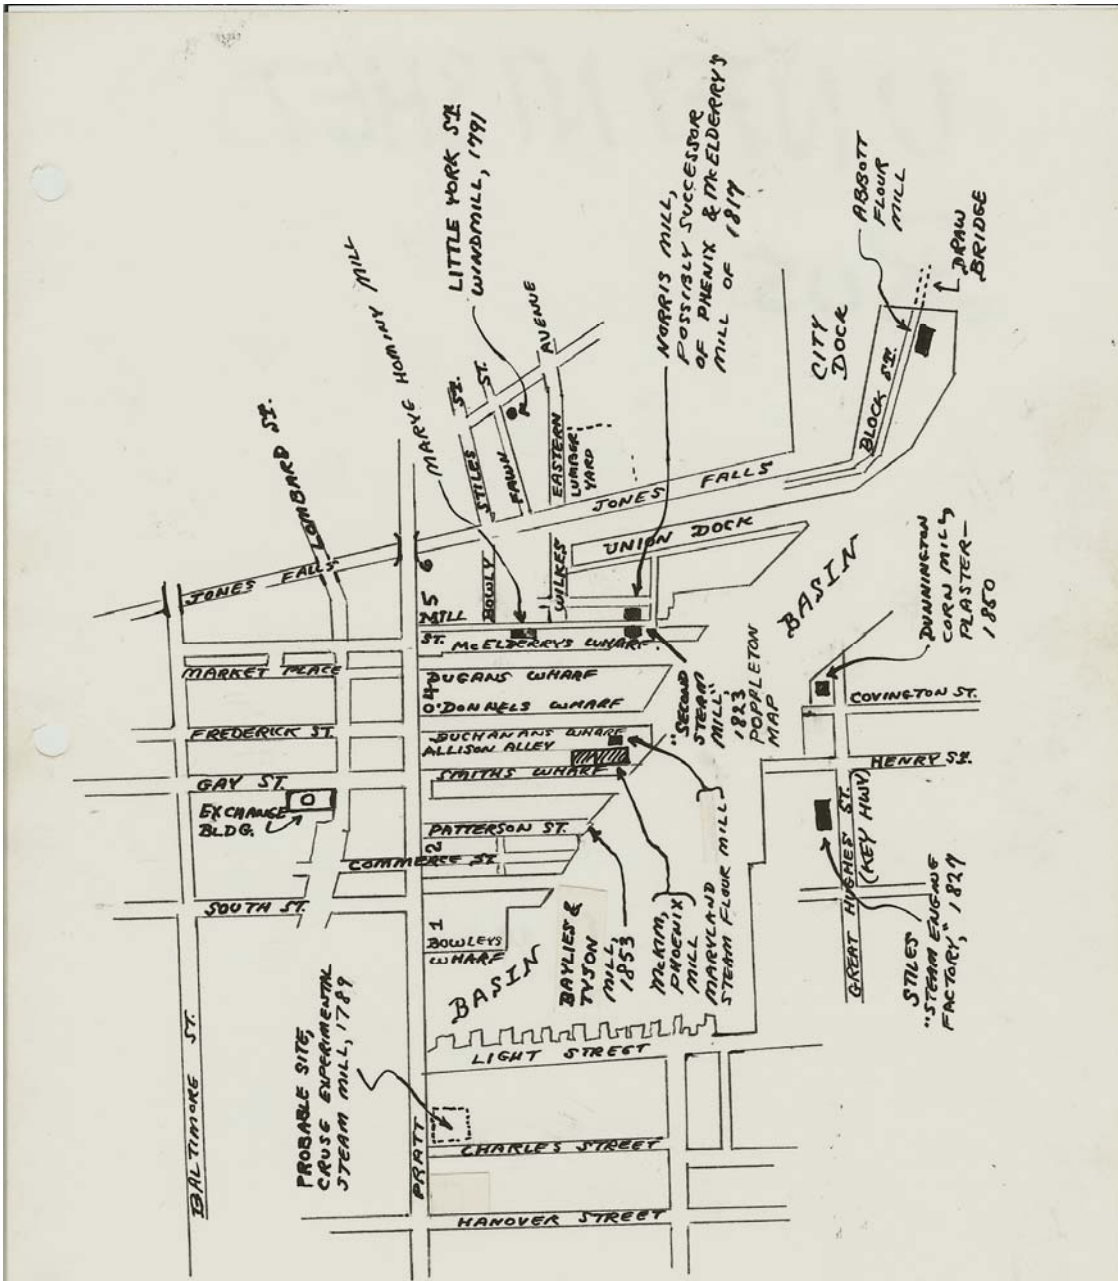 LITTLE YORK ST.
WINDMILL, 1791
MARYE HOMINY MILL
NORRIS MILL,
POSSIBLY SUCCESSOR
OF PHENIX & McELDERRY'S
MILL OF 1817
ABBOTT
FLOUR
MILL
DRAW
BRIDGE
CITY
DOCK
BLOCK ST.
AVENUE
EASTERN
ST.
FAWN
ST.
STILES
LUMBER
YARD
LOMBARD ST.
JONES FALLS
JONES FALLS
UNION DOCK
BOWLY
WILKES
6
5
MILL
ST.
McELDERRYS WHARF
MARKET PLACE
4
DUGANS WHARF
O'DONNELS WHARF
FREDERICK ST.
BUCHANANS WHARF
ALLISON ALLEY
SMITHS WHARF
GAY ST.
EXCHANGE
BLDG.
PATTERSON ST.
2
COMMERCE ST
SOUTH ST.
1
BOWLEYS
WHARF
BASIN
BASIN
"SECOND
STEAM
MILL"
1823
POPPLETON
MAP
DUNNINGTON
CORN MILL,
PLASTER-
1850
COVINGTON ST.
HENRY ST.
GREAT HUGHES ST.
(KEY HWY)
STILES
"STEAM ENGINE
FACTORY," 1827
BAYLIES &
TYSON
MILL,
1853
McKIM,
PHOENIX
MILL
MARYLAND
STEAM FLOUR MILL
PROBABLE SITE,
CRUSE EXPERIMENTAL
STEAM MILL, 1789
BALTIMORE ST.
PRATT
LIGHT STREET
CHARLES STREET
HANOVER STREET